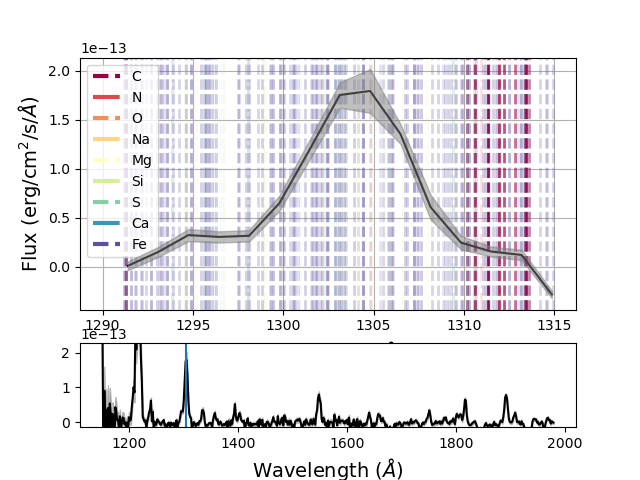 1e−13
2.0
1.5
1.0
0.5
0.0
Flux (erg/cm²/s/Å)
C
N
O
Na
Mg
Si
S
Ca
Fe
1290 1295 1300 1305 1310 1315
1e−13
2
1
0
1200 1400 1600 1800 2000
Wavelength (Å)